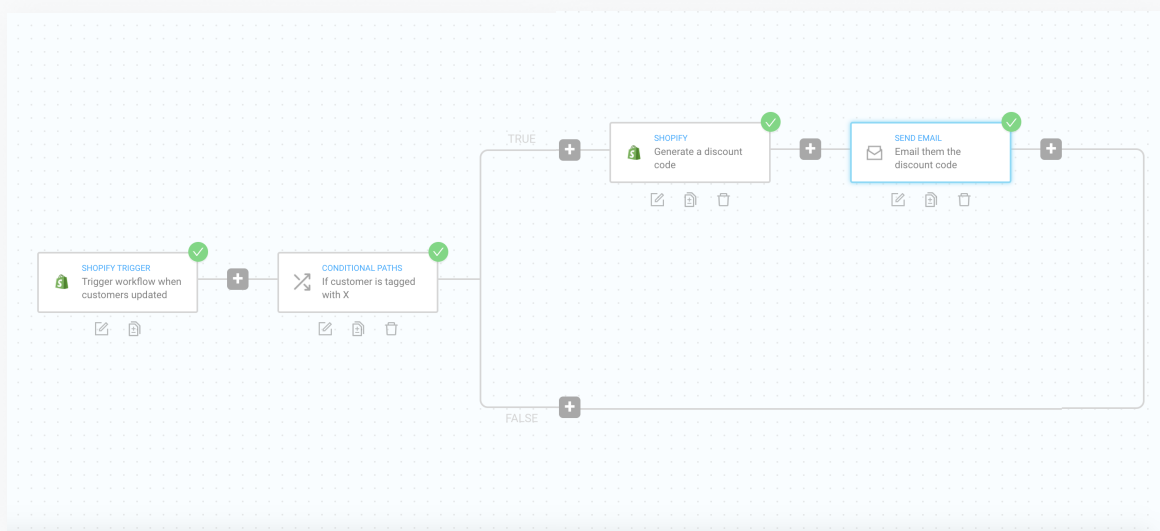 TRUE
SHOPIFY
Generate a discount
code
SEND EMAIL
Email them the
discount code
SHOPIFY TRIGGER
Trigger workflow when
customers updated
CONDITIONAL PATHS
If customer is tagged
with X
FALSE